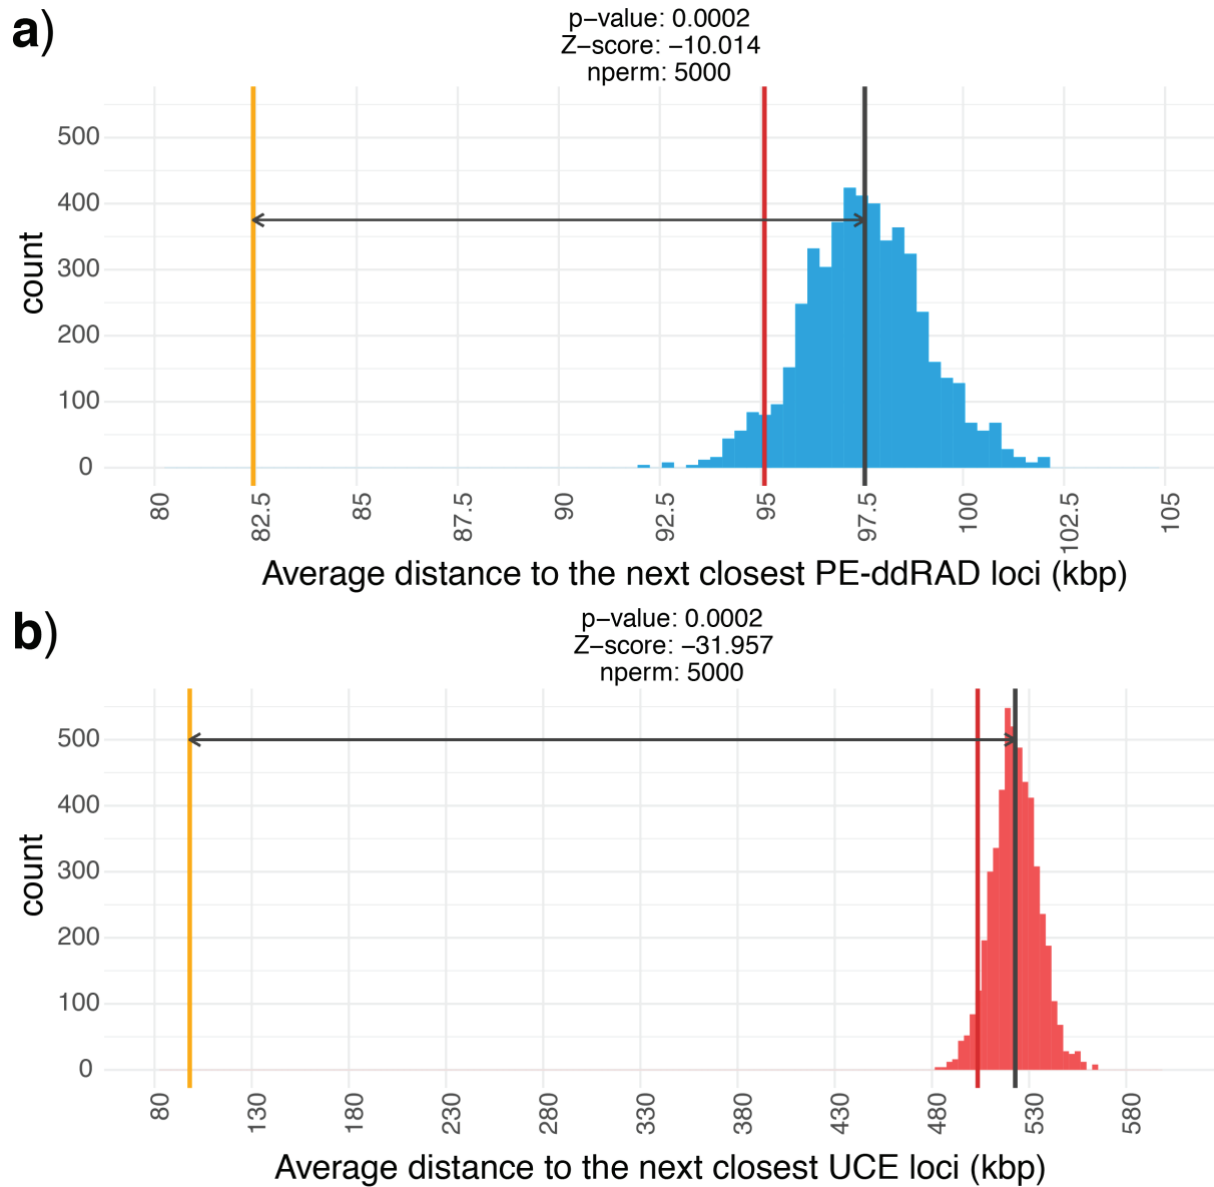 a)
p−value: 0.0002
Z−score: −10.014
nperm: 5000
500
400
300
200
100
0
count
80 82.5 85 87.5 90 92.5 95 97.5 100 102.5 105
Average distance to the next closest PE-ddRAD loci (kbp)
b)
p−value: 0.0002
Z−score: −31.957
nperm: 5000
500
400
300
200
100
0
count
80 130 180 230 280 330 380 430 480 530 580
Average distance to the next closest UCE loci (kbp)